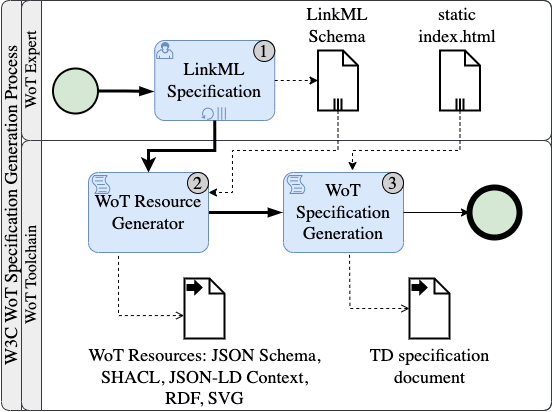 W3C WoT Specification Generation Process
WoT Expert
LinkML
Schema
static
index.html
1
LinkML
Specification
WoT Toolchain
2
WoT Resource
Generator
3
WoT
Specification
Generation
WoT Resources: JSON Schema,
SHACL, JSON-LD Context,
RDF, SVG
TD specification
document